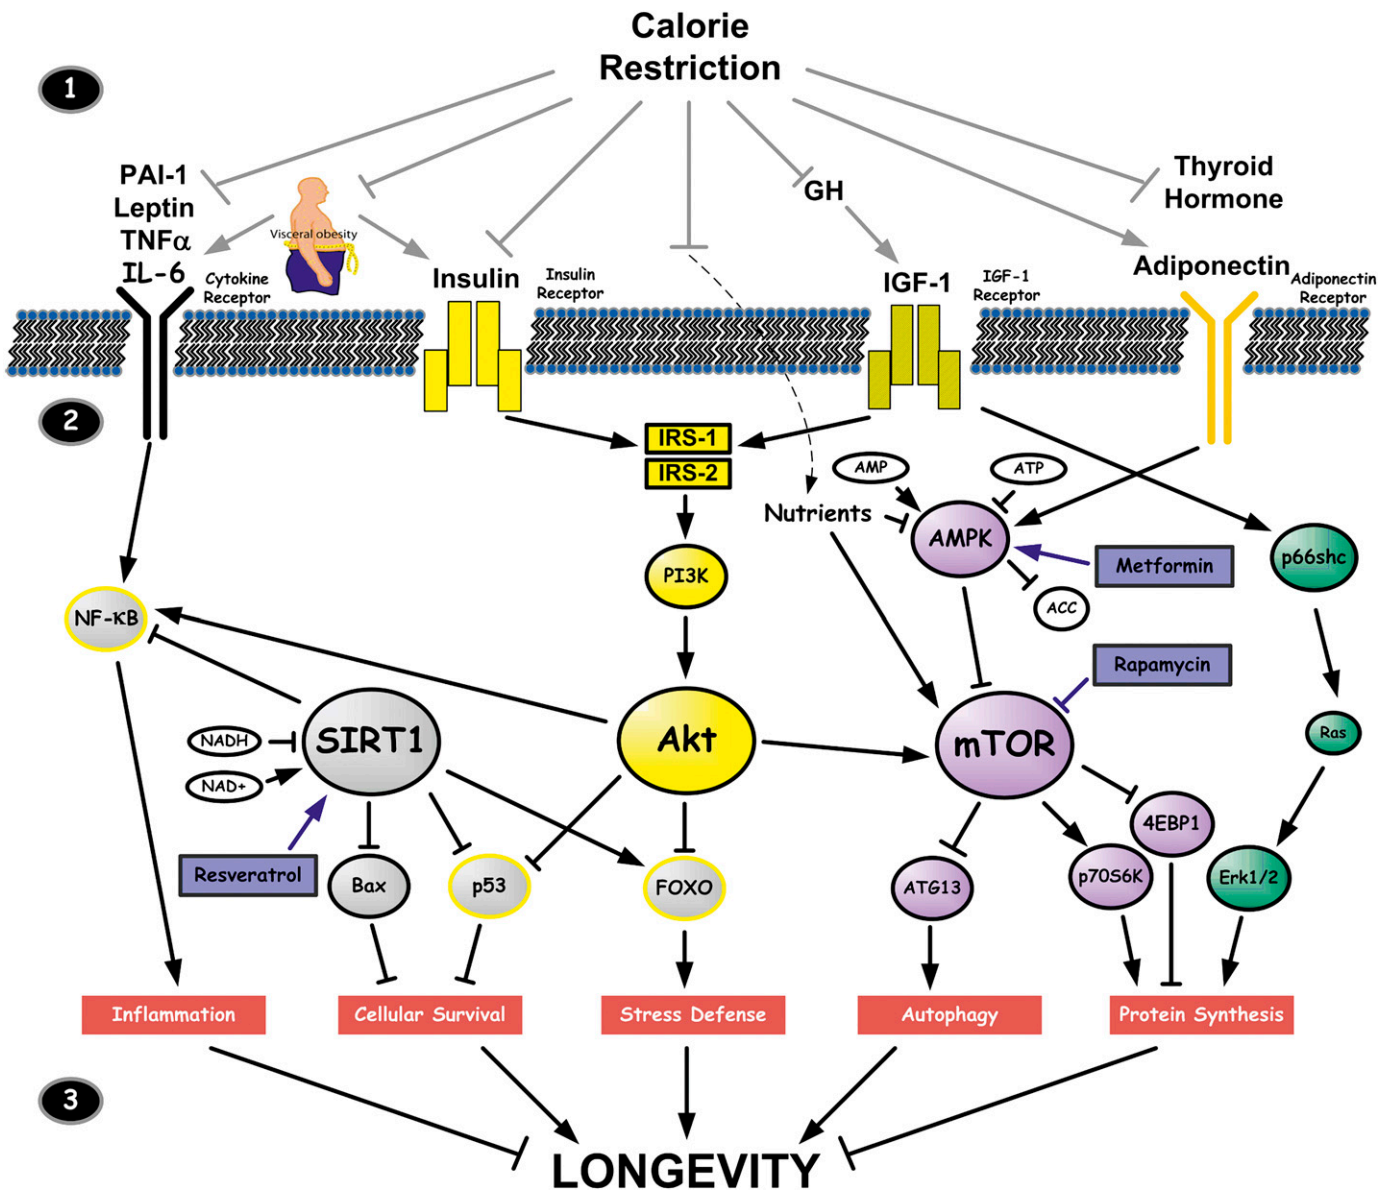 Calorie
Restriction
1
PAI-1
Leptin
TNFα
IL-6
Visceral obesity
GH
Thyroid
Hormone
Cytokine
Receptor
Insulin
Insulin
Receptor
IGF-1
IGF-1
Receptor
Adiponectin
Adiponectin
Receptor
2
IRS-1
IRS-2
AMP
ATP
Nutrients
AMPK
PI3K
Metformin
p66shc
ACC
NF-κB
Rapamycin
NADH
NAD+
SIRT1
Akt
mTOR
Ras
Resveratrol
Bax
p53
FOXO
ATG13
p70S6K
4EBP1
Erk1/2
Inflammation
Cellular Survival
Stress Defense
Autophagy
Protein Synthesis
3
LONGEVITY